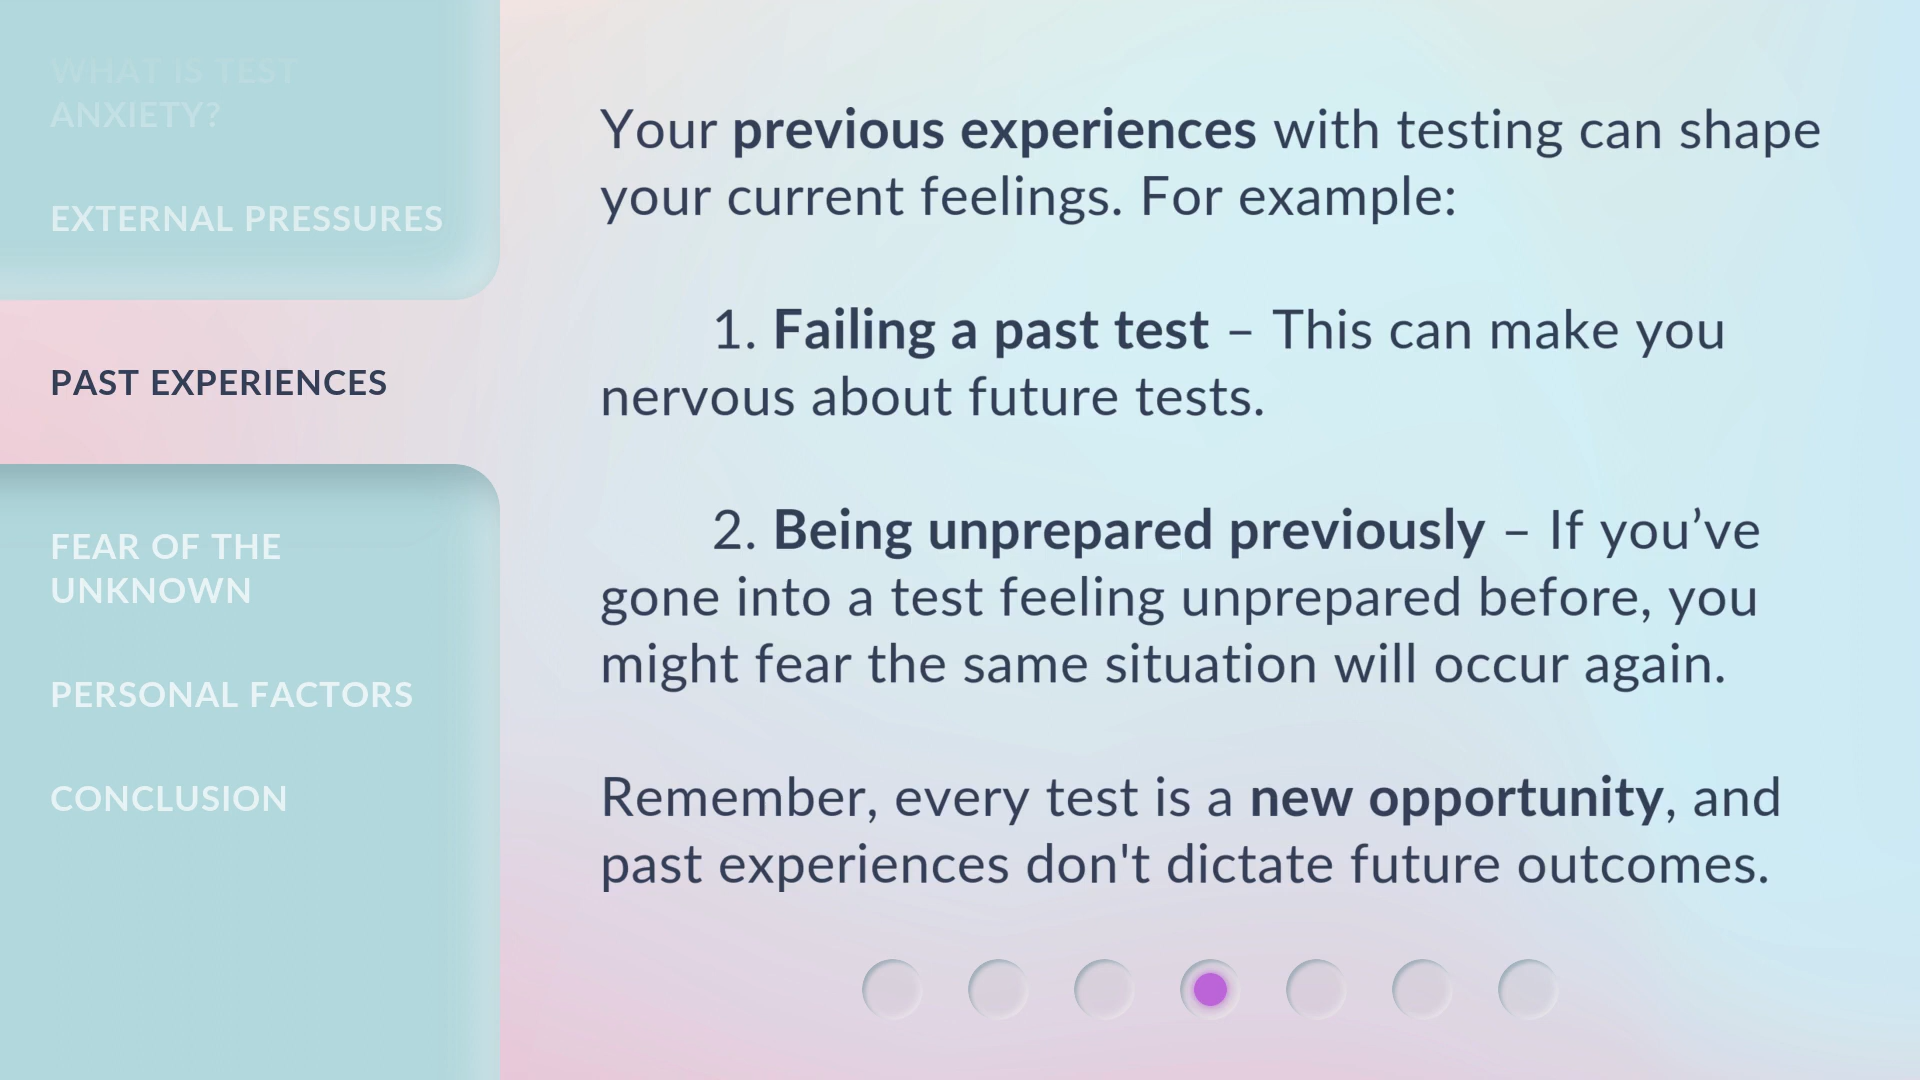 WHAT IS TEST
ANXIETY?
EXTERNAL PRESSURES
PAST EXPERIENCES
FEAR OF THE
UNKNOWN
PERSONAL FACTORS
CONCLUSION
Your previous experiences with testing can shape
your current feelings. For example:
1. Failing a past test – This can make you
nervous about future tests.
2. Being unprepared previously – If you’ve
gone into a test feeling unprepared before, you
might fear the same situation will occur again.
Remember, every test is a new opportunity, and
past experiences don't dictate future outcomes.